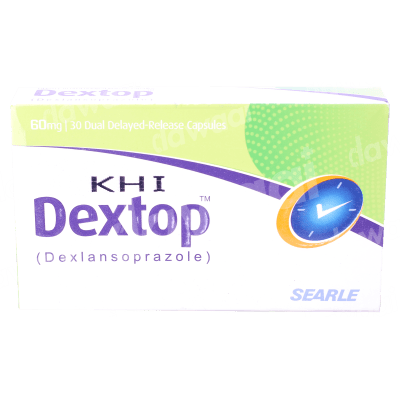 Dextop
60mg | 30 Dual Delayed-Release Capsules
KHI
Dextop™
(Dexlansoprazole)
SEARLE